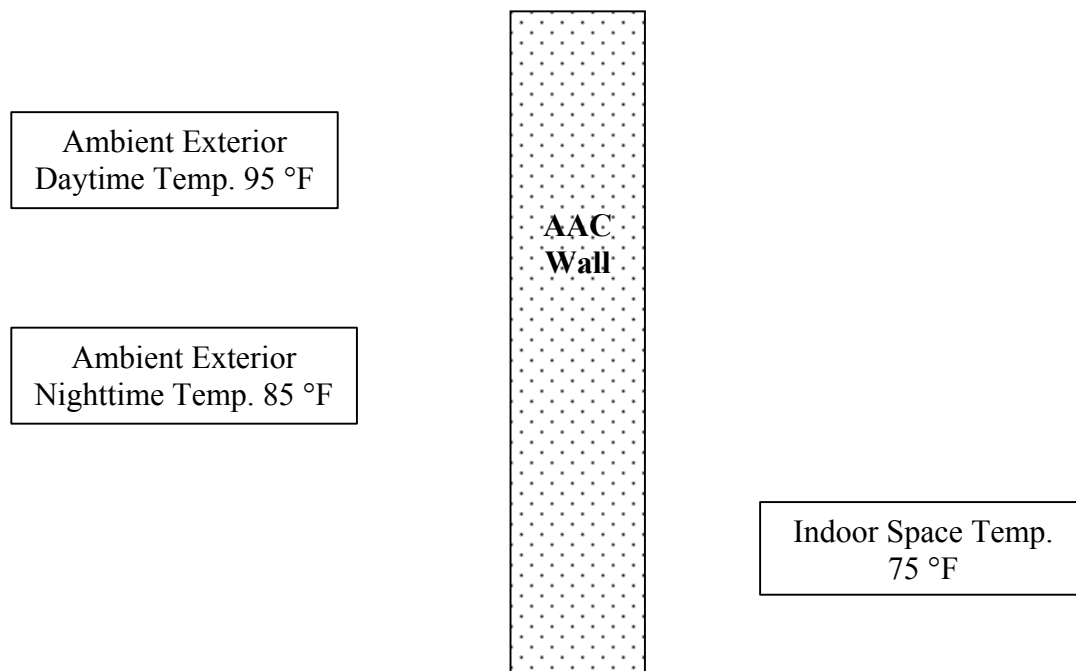 Ambient Exterior
Daytime Temp. 95 °F
AAC
Wall
Ambient Exterior
Nighttime Temp. 85 °F
Indoor Space Temp.
75 °F